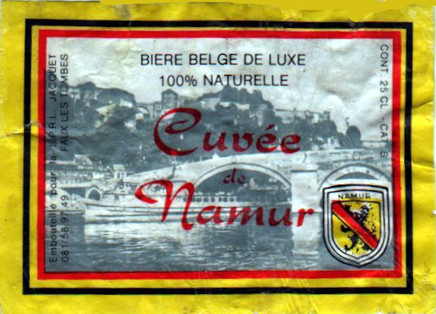 BIERE BELGE DE LUXE
100% NATURELLE
Cuvée
de
Namur
NAMUR
CONT. 25 CL. - CAT. S
Embouteillé pour la S.P.R.L. JACQUET
081/58.97.49 FAUX LES TOMBES